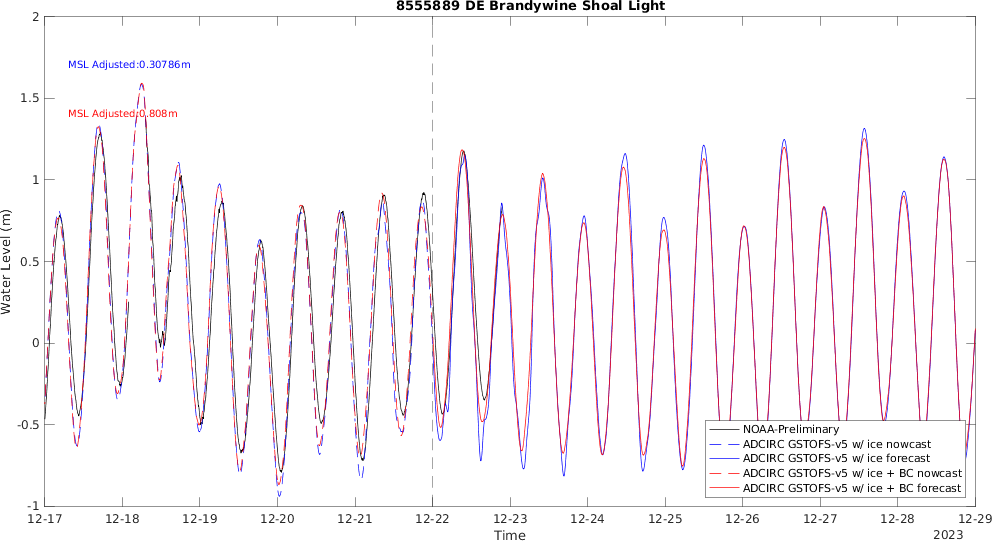 8555889 DE Brandywine Shoal Light
2
1.5
1
0.5
0
-0.5
-1
Water Level (m)
MSL Adjusted:0.30786m
MSL Adjusted:0.808m
NOAA-Preliminary
ADCIRC GSTOFS-v5 w/ ice nowcast
ADCIRC GSTOFS-v5 w/ ice forecast
ADCIRC GSTOFS-v5 w/ ice + BC nowcast
ADCIRC GSTOFS-v5 w/ ice + BC forecast
12-17 12-18 12-19 12-20 12-21 12-22 12-23 12-24 12-25 12-26 12-27 12-28 12-29
Time
2023